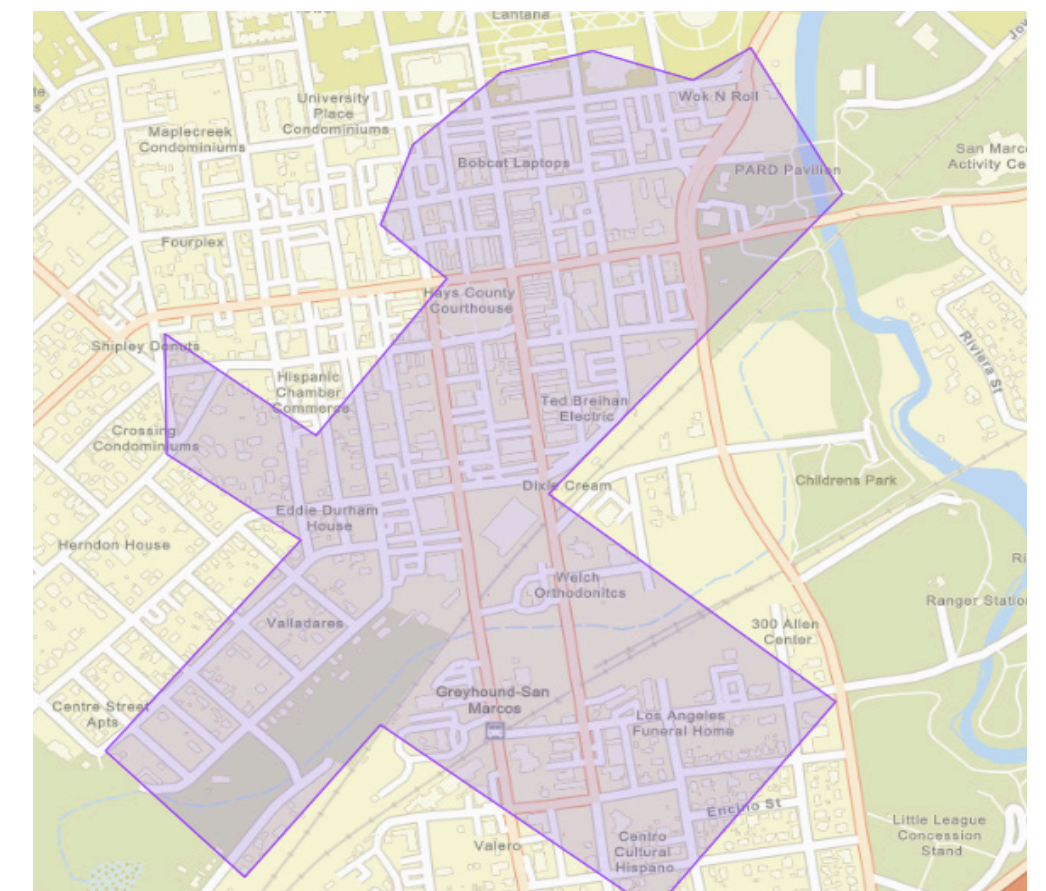 Lantana
University
Place
Condominiums
Maplecreek
Condominiums
Wok N Roll
Bobcat Laptops
PARD Pavilion
San Marc
Activity Ce
Fourplex
Hays County
Courthouse
Shipley Donuts
Riviera St
Hispanic
Chamber
Commerce
Ted Breihan
Electric
Crossing
Condominiums
Dixie Cream
Childrens Park
Eddie Durham
House
Herndon House
Welch
Orthodonitcs
Ranger Station
Valladares
300 Allen
Center
Greyhound-San
Marcos
Centre Street
Apts
Los Angeles
Funeral Home
Encino St
Little League
Concession
Stand
Centro
Cultural
Hispano
Valero